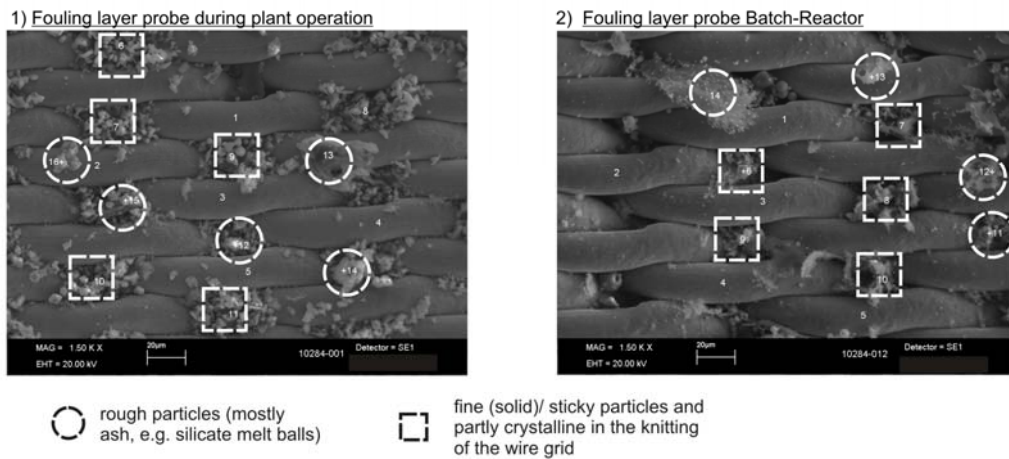 1) Fouling layer probe during plant operation
2) Fouling layer probe Batch-Reactor
6
7
1
8
16+
2
9
13
+15
3
4
+12
5
+14
10
11
MAG = 1.50 K X
EHT = 20.00 kV
20µm
10284-001
Detector = SE1
14
+13
1
7
2
+6
12+
3
8
9
+11
4
10
5
MAG = 1.50 K X
EHT = 20.00 kV
20µm
10284-012
Detector = SE1
rough particles (mostly
ash, e.g. silicate melt balls)
fine (solid)/ sticky particles and
partly crystalline in the knitting
of the wire grid